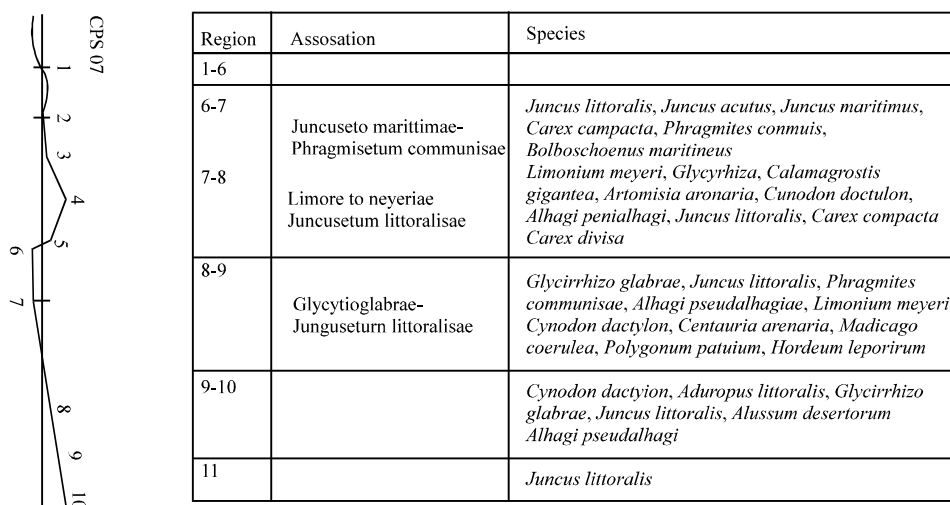 CPS 07
1
2
3
4
5
6
7
8
9
10
Region Assosation Species
1-6
6-7
Juncuseto marittimae-
Phragmisetum communisae
Juncus littoralis, Juncus acutus, Juncus maritimus,
Carex campacta, Phragmites conmuis,
Bolboschoenus maritineus
7-8
Limore to neyeriae
Juncusetum littoralisae
Limonium meyeri, Glycyrhiza, Calamagrostis
gigantea, Artomisia aronaria, Cunodon doctulon,
Alhagi penialhagi, Juncus littoralis, Carex compacta
Carex divisa
8-9
Glycytioglabrae-
Junguseturn littoralisae
Glycirrhizo glabrae, Juncus littoralis, Phragmites
communisae, Alhagi pseudalhagiae, Limonium meyeri
Cynodon dactylon, Centauria arenaria, Madicago
coerulea, Polygonum patuium, Hordeum leporirum
9-10
Cynodon dactyion, Aduropus littoralis, Glycirrhizo
glabrae, Juncus littoralis, Alussum desertorum
Alhagi pseudalhagi
11
Juncus littoralis